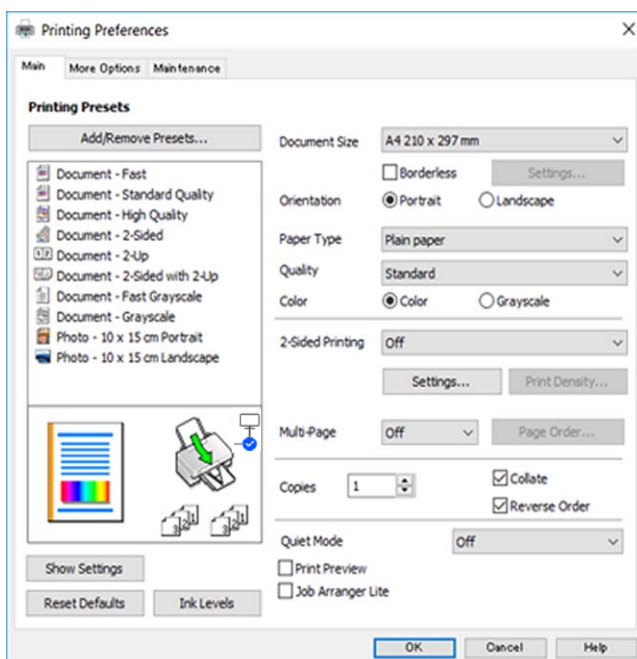 Printing Preferences
Main More Options Maintenance
Printing Presets
Add/Remove Presets...
Document - Fast
Document - Standard Quality
Document - High Quality
Document - 2-Sided
Document - 2-Up
Document - 2-Sided with 2-Up
Document - Fast Grayscale
Document - Grayscale
Photo - 10 x 15 cm Portrait
Photo - 10 x 15 cm Landscape
Show Settings
Reset Defaults Ink Levels
Document Size A4 210 x 297 mm
Borderless Settings...
Orientation Portrait Landscape
Paper Type Plain paper
Quality Standard
Color Color Grayscale
2-Sided Printing Off
Settings... Print Density...
Multi-Page Off Page Order...
Copies 1 Collate
Reverse Order
Quiet Mode Off
Print Preview
Job Arranger Lite
OK Cancel Help